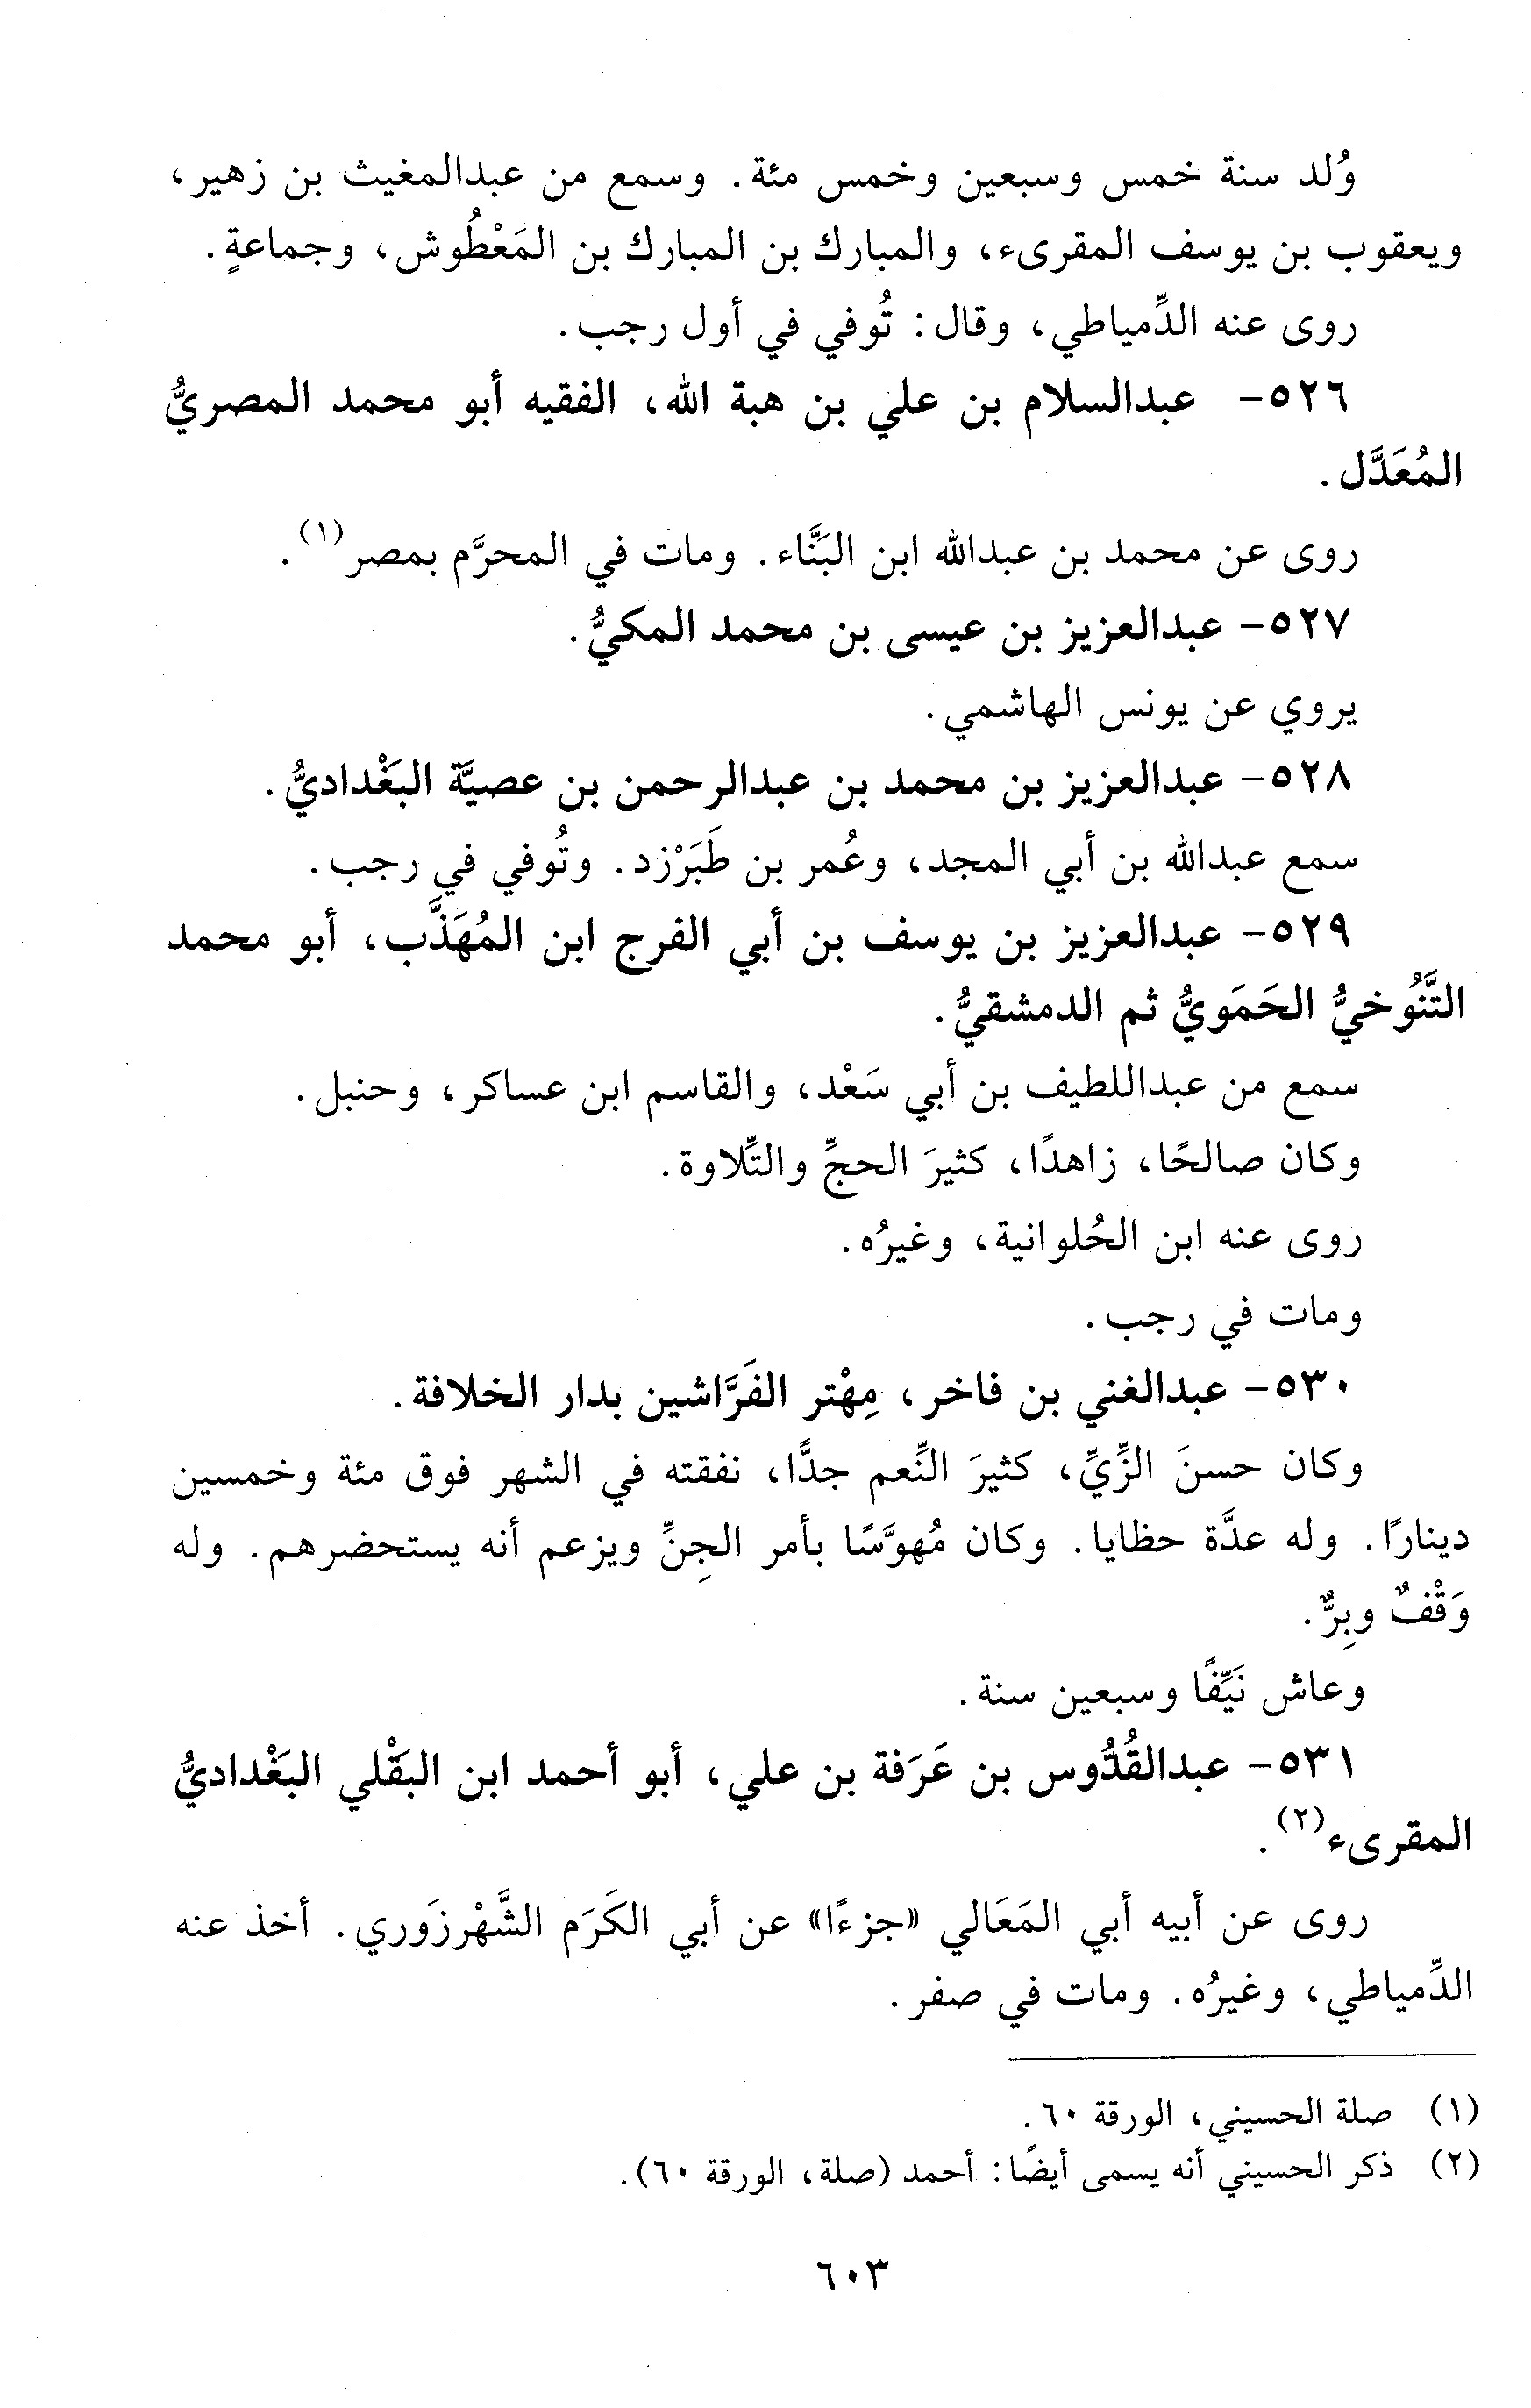 وُلد سنة خمس وسبعين وخمس مئة. وسمع من عبدالمغيث بن زهير،
ويعقوب بن يوسف المقرىء، والمبارك بن المبارك بن المَعْطُوش، وجماعةٍ.
روى عنه الدِّمياطي، وقال: تُوفي في أول رجب.
٥٢٦- عبدالسلام بن علي بن هبة الله، الفقيه أبو محمد المصريُّ
المُعَدَّل.
روى عن محمد بن عبدالله ابن البَنَّاء. ومات في المحرَّم بمصر(١).
٥٢٧- عبدالعزيز بن عيسى بن محمد المكيُّ.
يروي عن يونس الهاشمي.
٥٢٨- عبدالعزيز بن محمد بن عبدالرحمن بن عصيَّة البَغْداديُّ.
سمع عبدالله بن أبي المجد، وعُمر بن طَبَرْزد. وتُوفي في رجب.
٥٢٩- عبدالعزيز بن يوسف بن أبي الفرج ابن المُهَذَّب، أبو محمد
التَّنُوخيُّ الحَمَويُّ ثم الدمشقيُّ.
سمع من عبداللطيف بن أبي سَعْد، والقاسم ابن عساكر، وحنبل.
وكان صالحًا، زاهدًا، كثيرَ الحجِّ والتِّلاوة.
روى عنه ابن الحُلوانية، وغيرُه.
ومات في رجب.
٥٣٠- عبدالغني بن فاخر، مِهْتر الفَرَّاشين بدار الخلافة.
وكان حسنَ الزِّيِّ، كثيرَ النِّعم جدًّا، نفقته في الشهر فوق مئة وخمسين
دينارًا. وله عدَّة حظايا. وكان مُهوَّسًا بأمر الجِنِّ ويزعم أنه يستحضرهم. وله
وَقْفٌ وبِرٌّ.
وعاش نَيِّفًا وسبعين سنة.
٥٣١- عبدالقُدُّوس بن عَرَفة بن علي، أبو أحمد ابن البَقْلي البَغْداديُّ
المقرىء(٢).
روى عن أبيه أبي المَعَالي «جزءًا» عن أبي الكَرَم الشَّهْرزَوري. أخذ عنه
الدِّمياطي، وغيرُه. ومات في صفر.
(١) صلة الحسيني، الورقة ٦٠.
(٢) ذكر الحسيني أنه يسمى أيضًا: أحمد (صلة، الورقة ٦٠).
٦٠٣